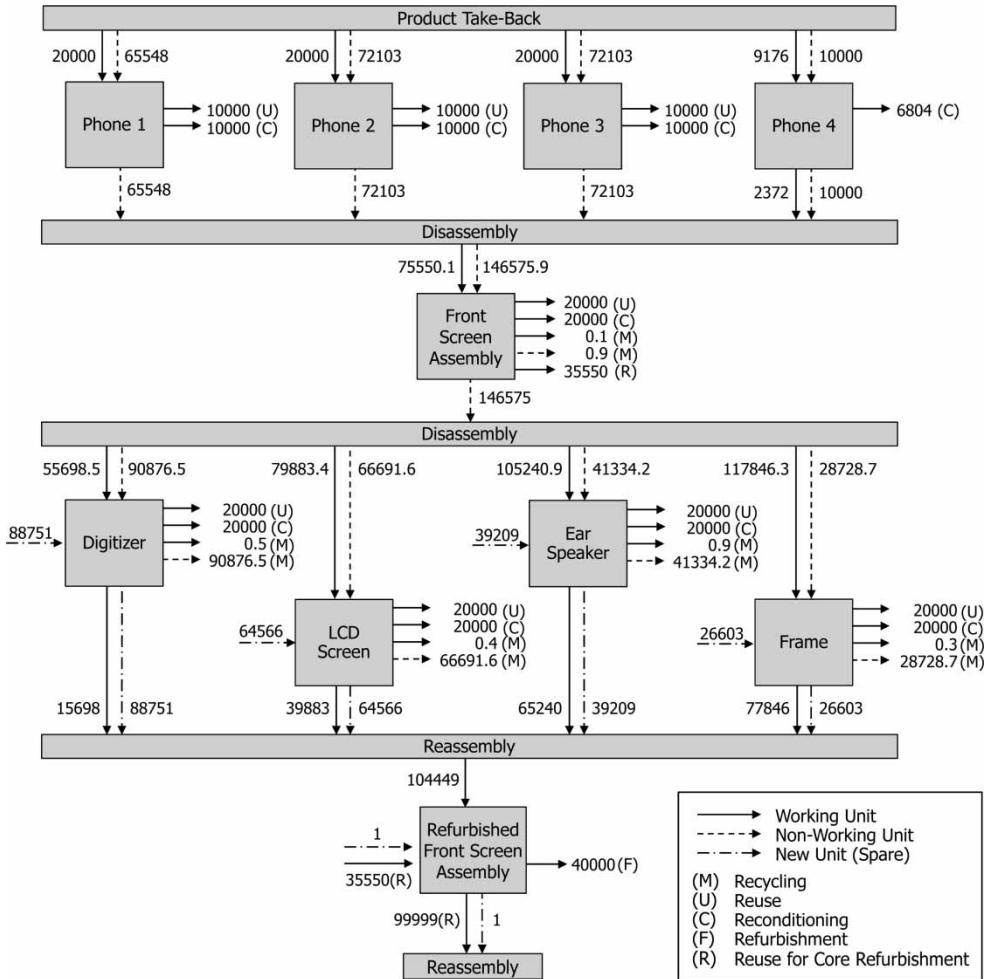 Product Take-Back
20000 65548 20000 72103 20000 72103 9176 10000
Phone 1
10000 (U)
10000 (C)
Phone 2
10000 (U)
10000 (C)
Phone 3
10000 (U)
10000 (C)
Phone 4
6804 (C)
65548 72103 72103 2372 10000
Disassembly
75550.1 146575.9
Front
Screen
Assembly
20000 (U)
20000 (C)
0.1 (M)
0.9 (M)
35550 (R)
146575
Disassembly
55698.5 90876.5 79883.4 66691.6 105240.9 41334.2 117846.3 28728.7
88751
Digitizer
20000 (U)
20000 (C)
0.5 (M)
90876.5 (M)
39209
Ear
Speaker
20000 (U)
20000 (C)
0.9 (M)
41334.2 (M)
64566
LCD
Screen
20000 (U)
20000 (C)
0.4 (M)
66691.6 (M)
26603
Frame
20000 (U)
20000 (C)
0.3 (M)
28728.7 (M)
15698 88751 39883 64566 65240 39209 77846 26603
Reassembly
104449
1
35550(R)
Refurbished
Front Screen
Assembly
40000 (F)
99999(R) 1
Reassembly
Working Unit
Non-Working Unit
New Unit (Spare)
(M) Recycling
(U) Reuse
(C) Reconditioning
(F) Refurbishment
(R) Reuse for Core Refurbishment